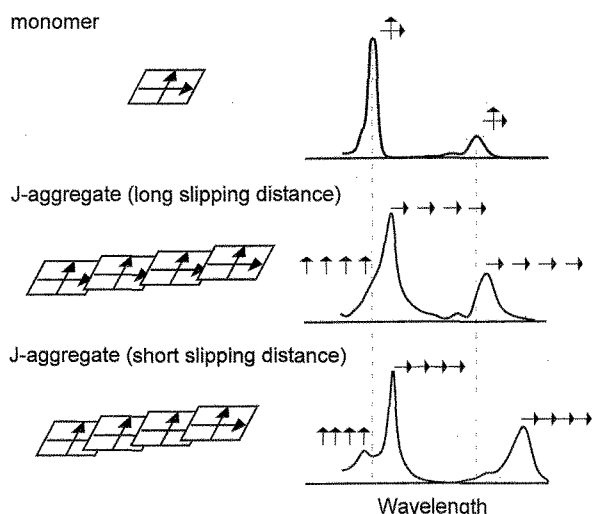 monomer
J-aggregate (long slipping distance)
J-aggregate (short slipping distance)
Wavelength